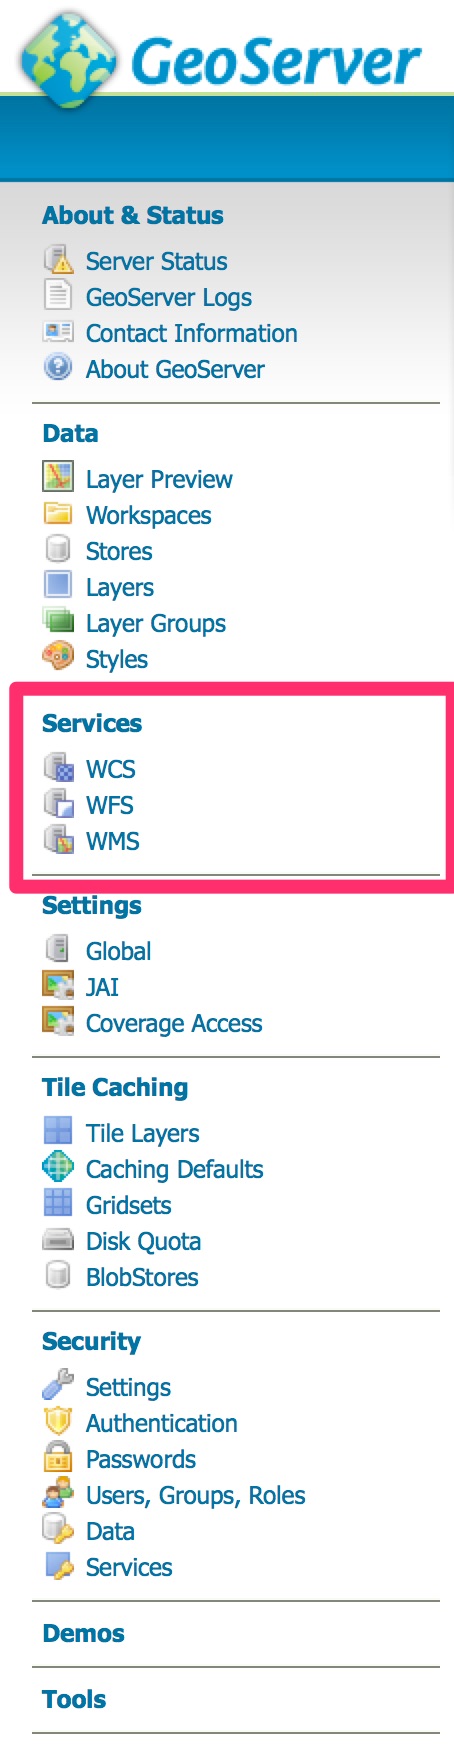 GeoServer
About & Status
Server Status
GeoServer Logs
Contact Information
About GeoServer
Data
Layer Preview
Workspaces
Stores
Layers
Layer Groups
Styles
Services
WCS
WFS
WMS
Settings
Global
JAI
Coverage Access
Tile Caching
Tile Layers
Caching Defaults
Gridsets
Disk Quota
BlobStores
Security
Settings
Authentication
Passwords
Users, Groups, Roles
Data
Services
Demos
Tools